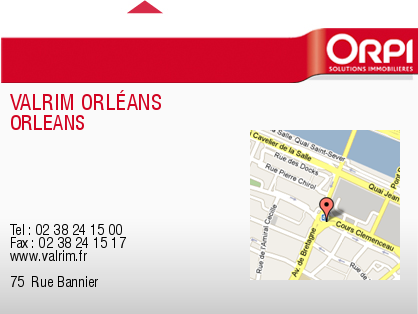 ORPI
SOLUTIONS IMMOBILIÈRES
VALRIM ORLÉANS
ORLEANS
Tel : 02 38 24 15 00
Fax : 02 38 24 15 17
www.valrim.fr
75 Rue Bannier
Quai Saint-Sever
Cavelier de la Salle
Rue des Docks
Rue Pierre Chirol
Quai Jean
Pont
Cours Clemenceau
Av. de Bretagne
Rue de l'Amiral Cécille